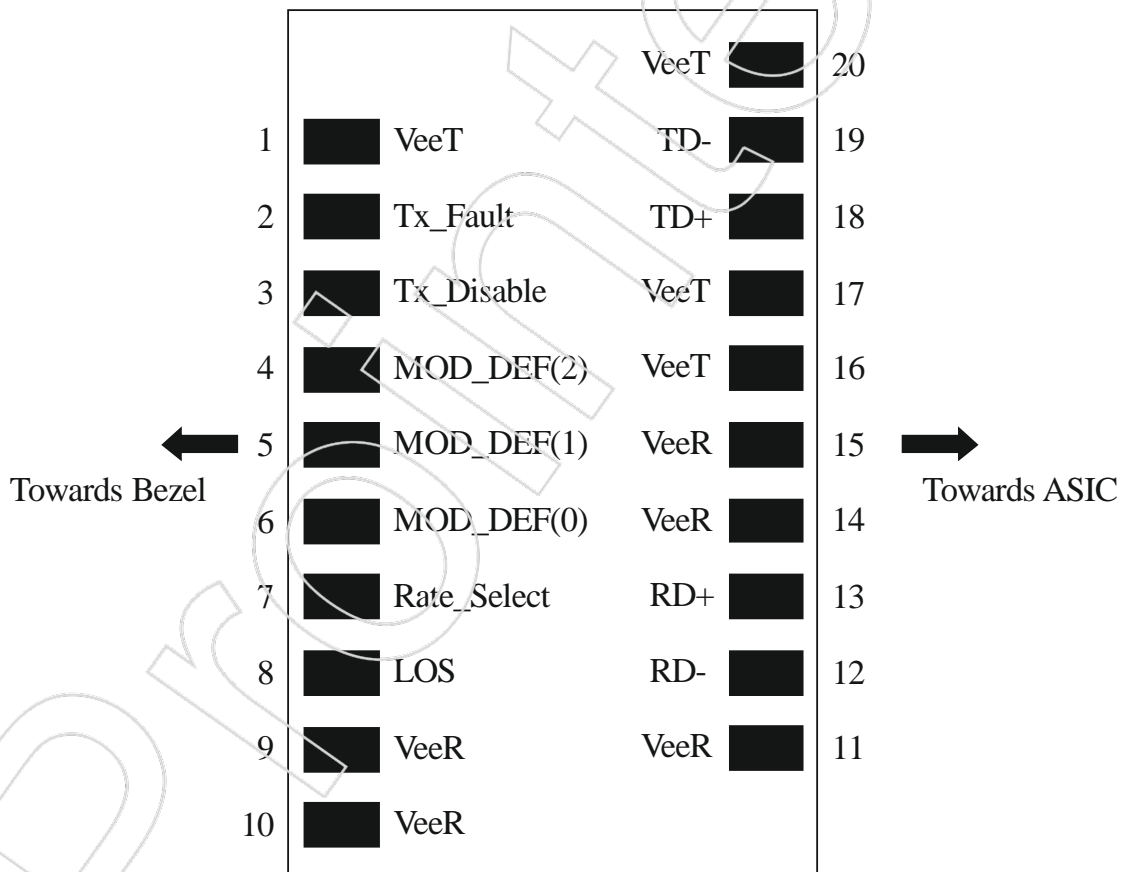 VeeT 20
1 VeeT TD- 19
2 Tx_Fault TD+ 18
3 Tx_Disable VeeT 17
4 MOD_DEF(2) VeeT 16
5 MOD_DEF(1) VeeR 15
Towards Bezel Towards ASIC
6 MOD_DEF(0) VeeR 14
7 Rate_Select RD+ 13
8 LOS RD- 12
9 VeeR VeeR 11
10 VeeR